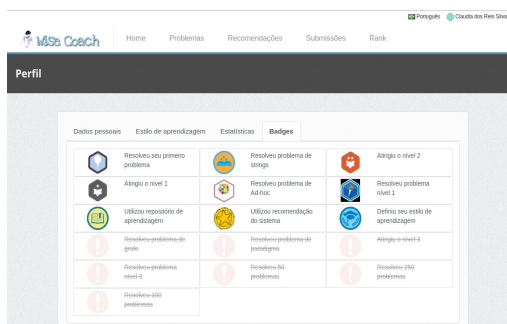 Português Claudia dos Reis Silva
Wise Coach Home Problemas Recomendações Submissões Rank
Perfil
Dados pessoais Estilo de aprendizagem Estatísticas Badges
Resolveu seu primeiro
problema
Resolveu problema de
strings
Atingiu o nível 2
Atingiu o nível 1
Resolveu problema de
Ad-hoc
Resolveu problema
nível 1
Utilizou repositório de
aprendizagem
Utilizou recomendação
do sistema
Definiu seu estilo de
aprendizagem
Resolveu problema de
grafo
Resolveu problema de
paradigma
Atingiu o nível 3
Resolveu problema
nível 3
Resolveu 50
problemas
Resolveu 250
problemas
Resolveu 100
problemas